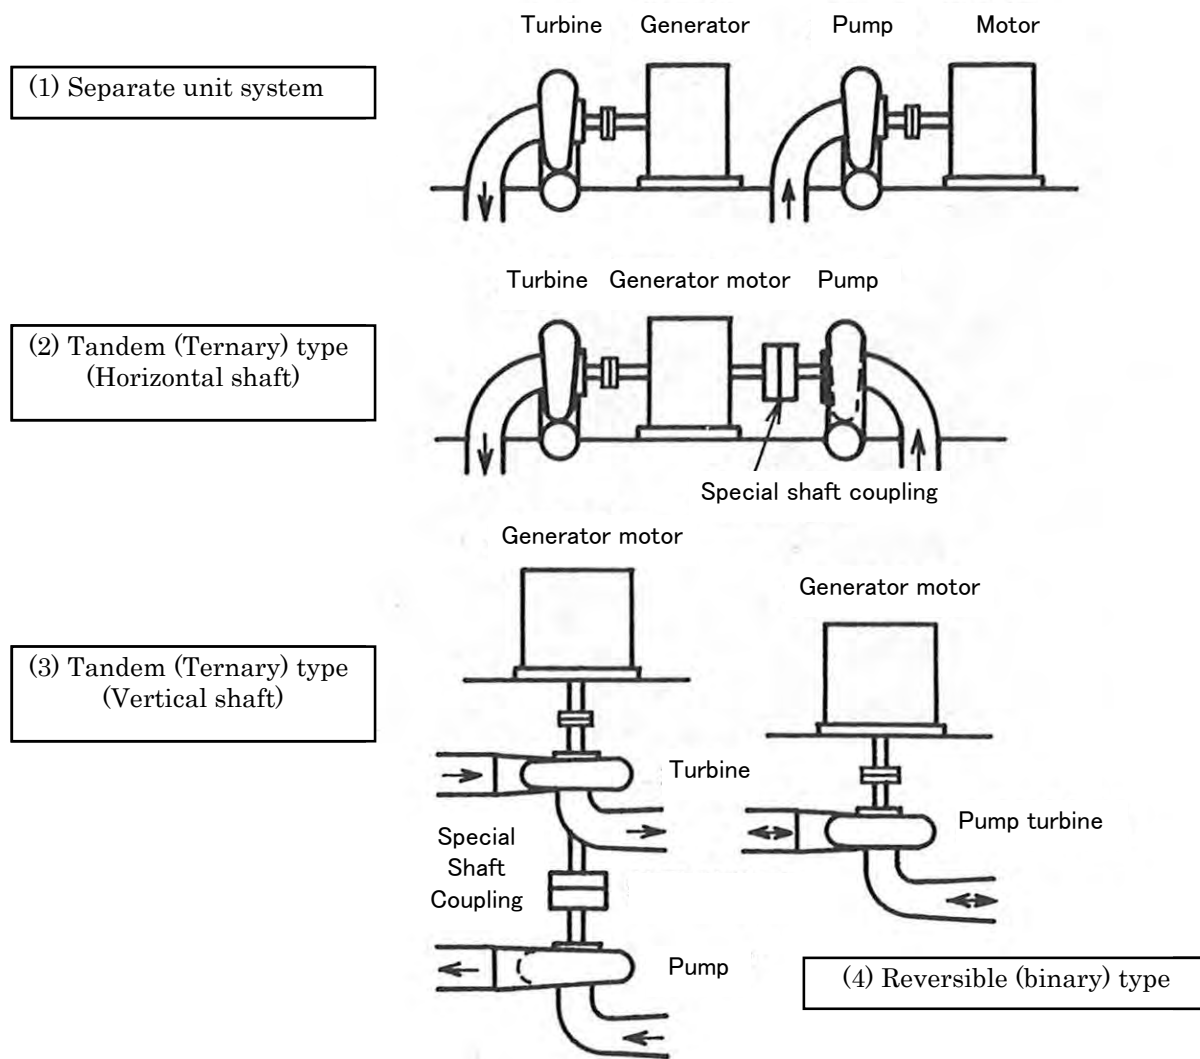 Turbine Generator Pump Motor
(1) Separate unit system
Turbine Generator motor Pump
(2) Tandem (Ternary) type
(Horizontal shaft)
Special shaft coupling
Generator motor
Generator motor
(3) Tandem (Ternary) type
(Vertical shaft)
Turbine
Pump turbine
Special
Shaft
Coupling
Pump
(4) Reversible (binary) type